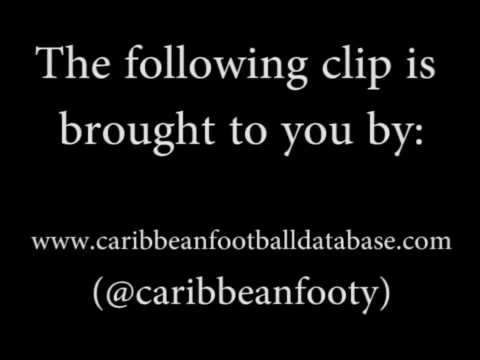 The following clip is
brought to you by:
www.caribbeanfootballdatabase.com
(@caribbeanfooty)